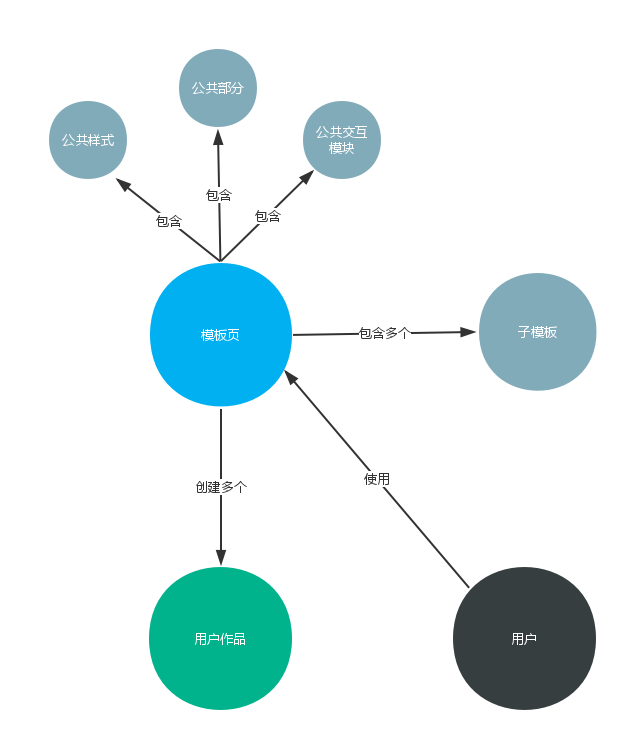 公共部分
公共样式
公共交互
模块
包含
包含
包含
模板页
包含多个
子模板
使用
创建多个
用户作品
用户